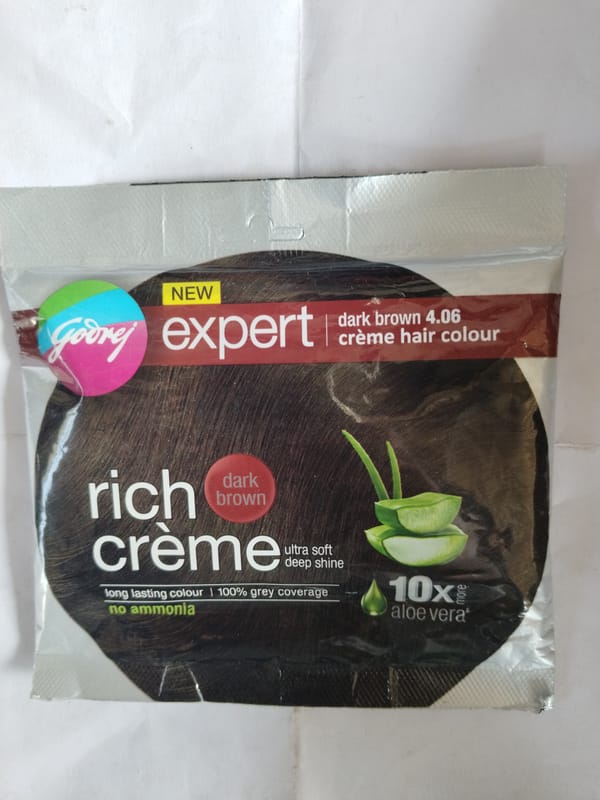 NEW
Godrej
expert
dark brown 4.06
crème hair colour
dark
brown
rich
crème
ultra soft
deep shine
long lasting colour | 100% grey coverage
no ammonia
10x more
aloe vera*